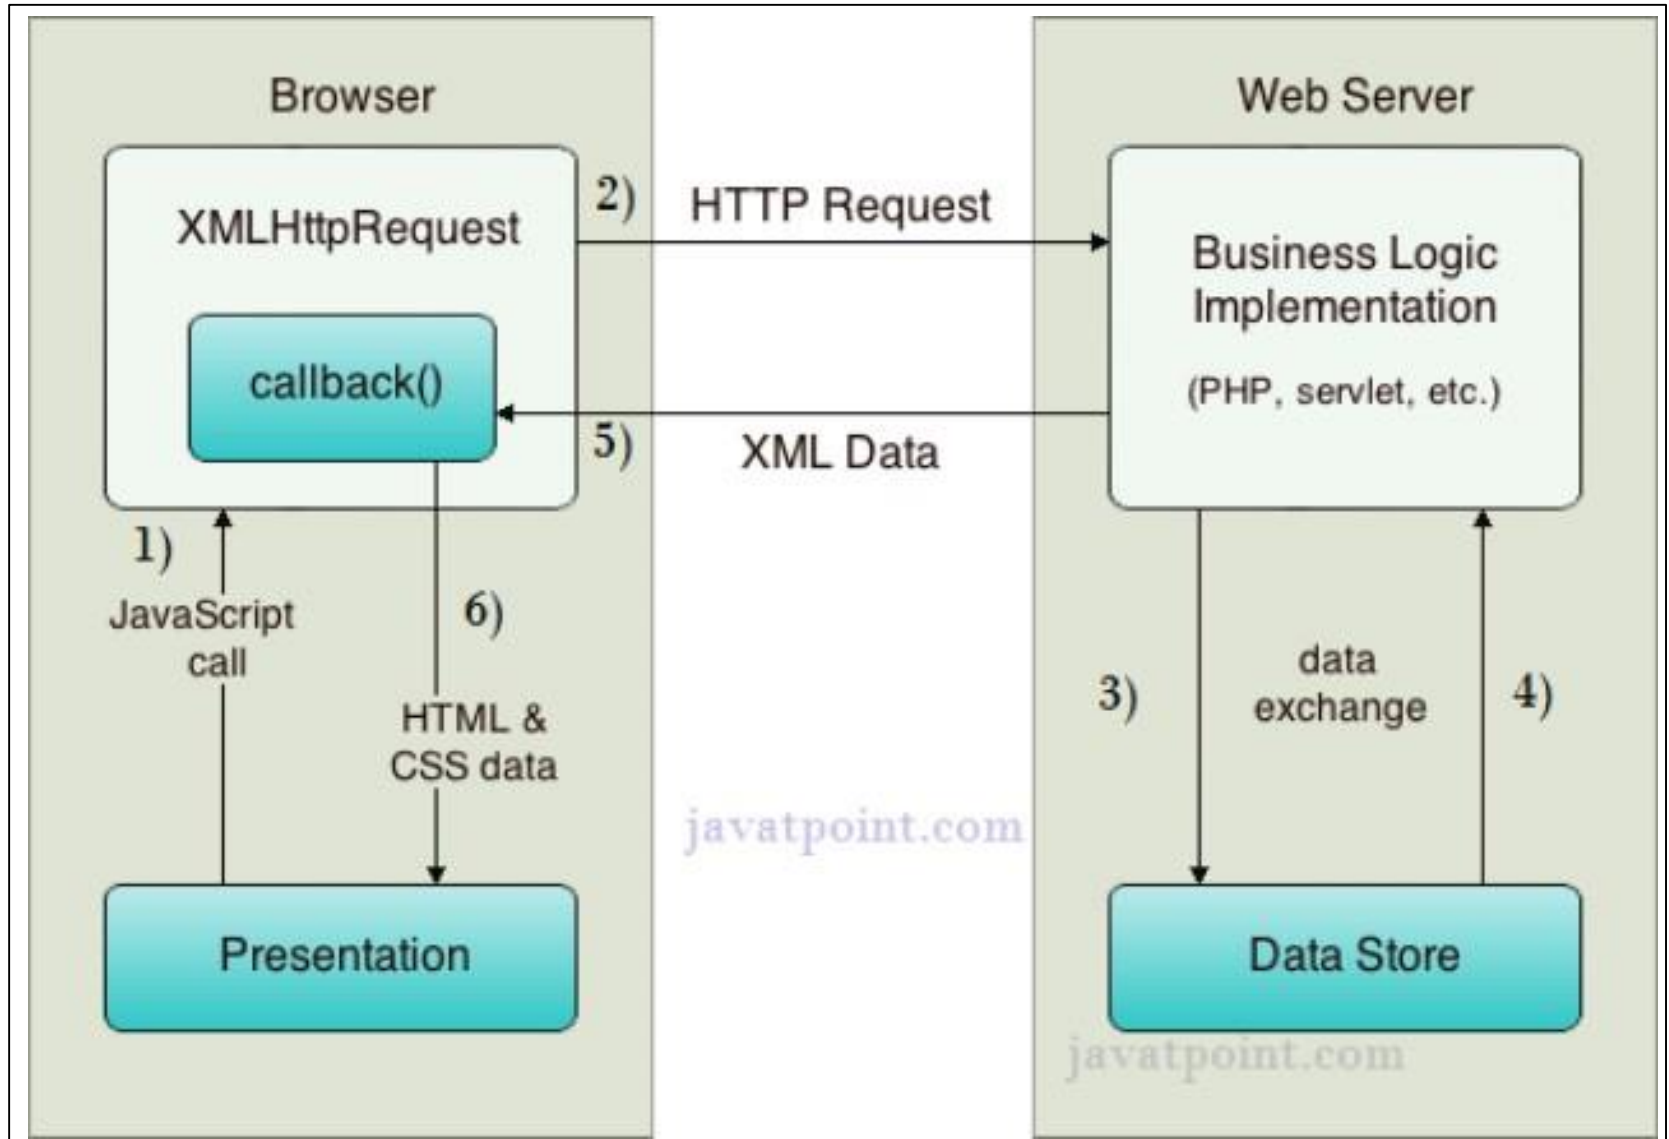 Browser
XMLHttpRequest
callback()
1)
JavaScript
call
6)
HTML &
CSS data
Presentation
2)
HTTP Request
5)
XML Data
javatpoint.com
Web Server
Business Logic
Implementation
(PHP, servlet, etc.)
3)
data
exchange
4)
Data Store
javatpoint.com